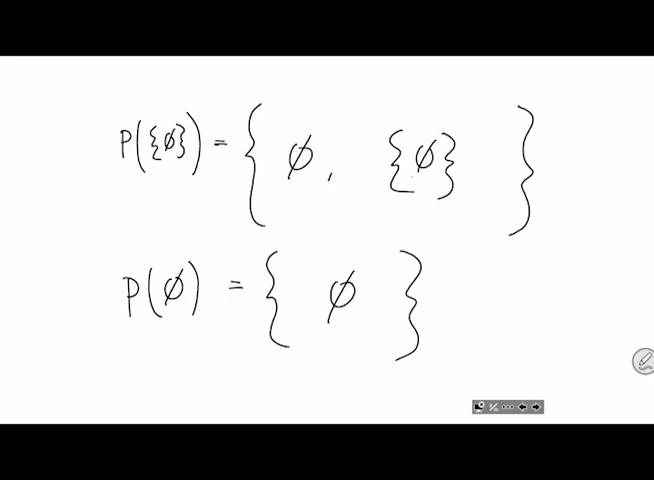 P({∅}) = { ∅, {∅} }
P(∅) = { ∅ }